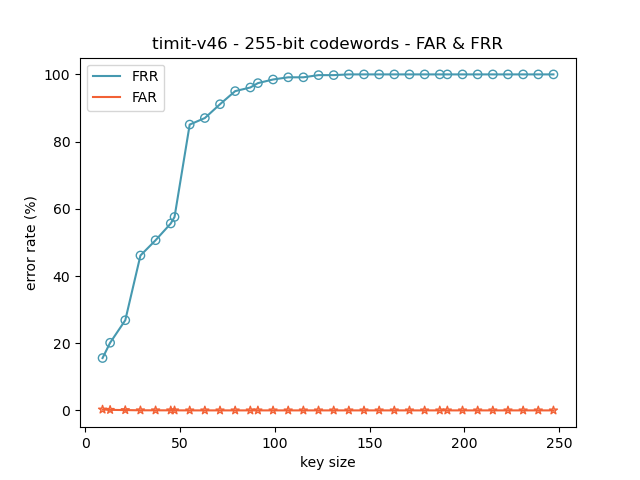 timit-v46 - 255-bit codewords - FAR & FRR
FRR
FAR
error rate (%)
100
80
60
40
20
0
0 50 100 150 200 250
key size